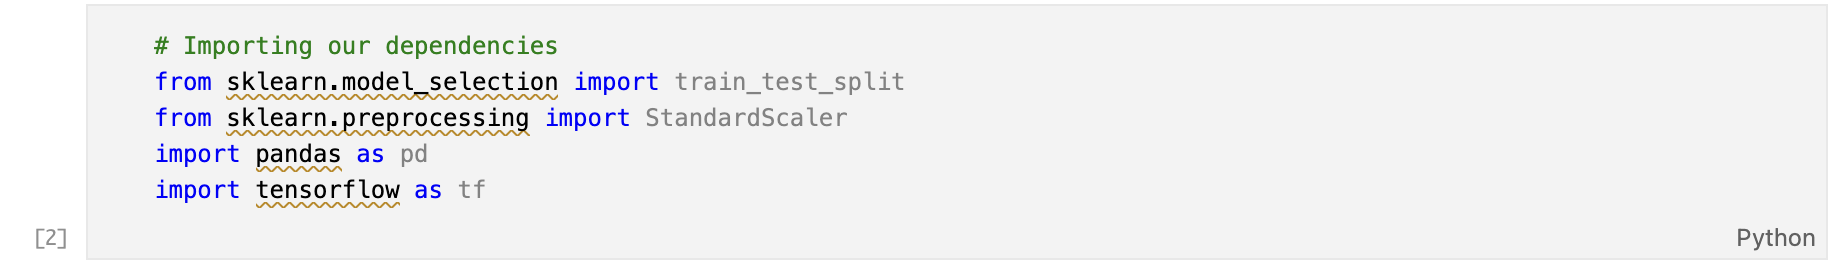 # Importing our dependencies
from sklearn.model_selection import train_test_split
from sklearn.preprocessing import StandardScaler
import pandas as pd
import tensorflow as tf
[2]
Python